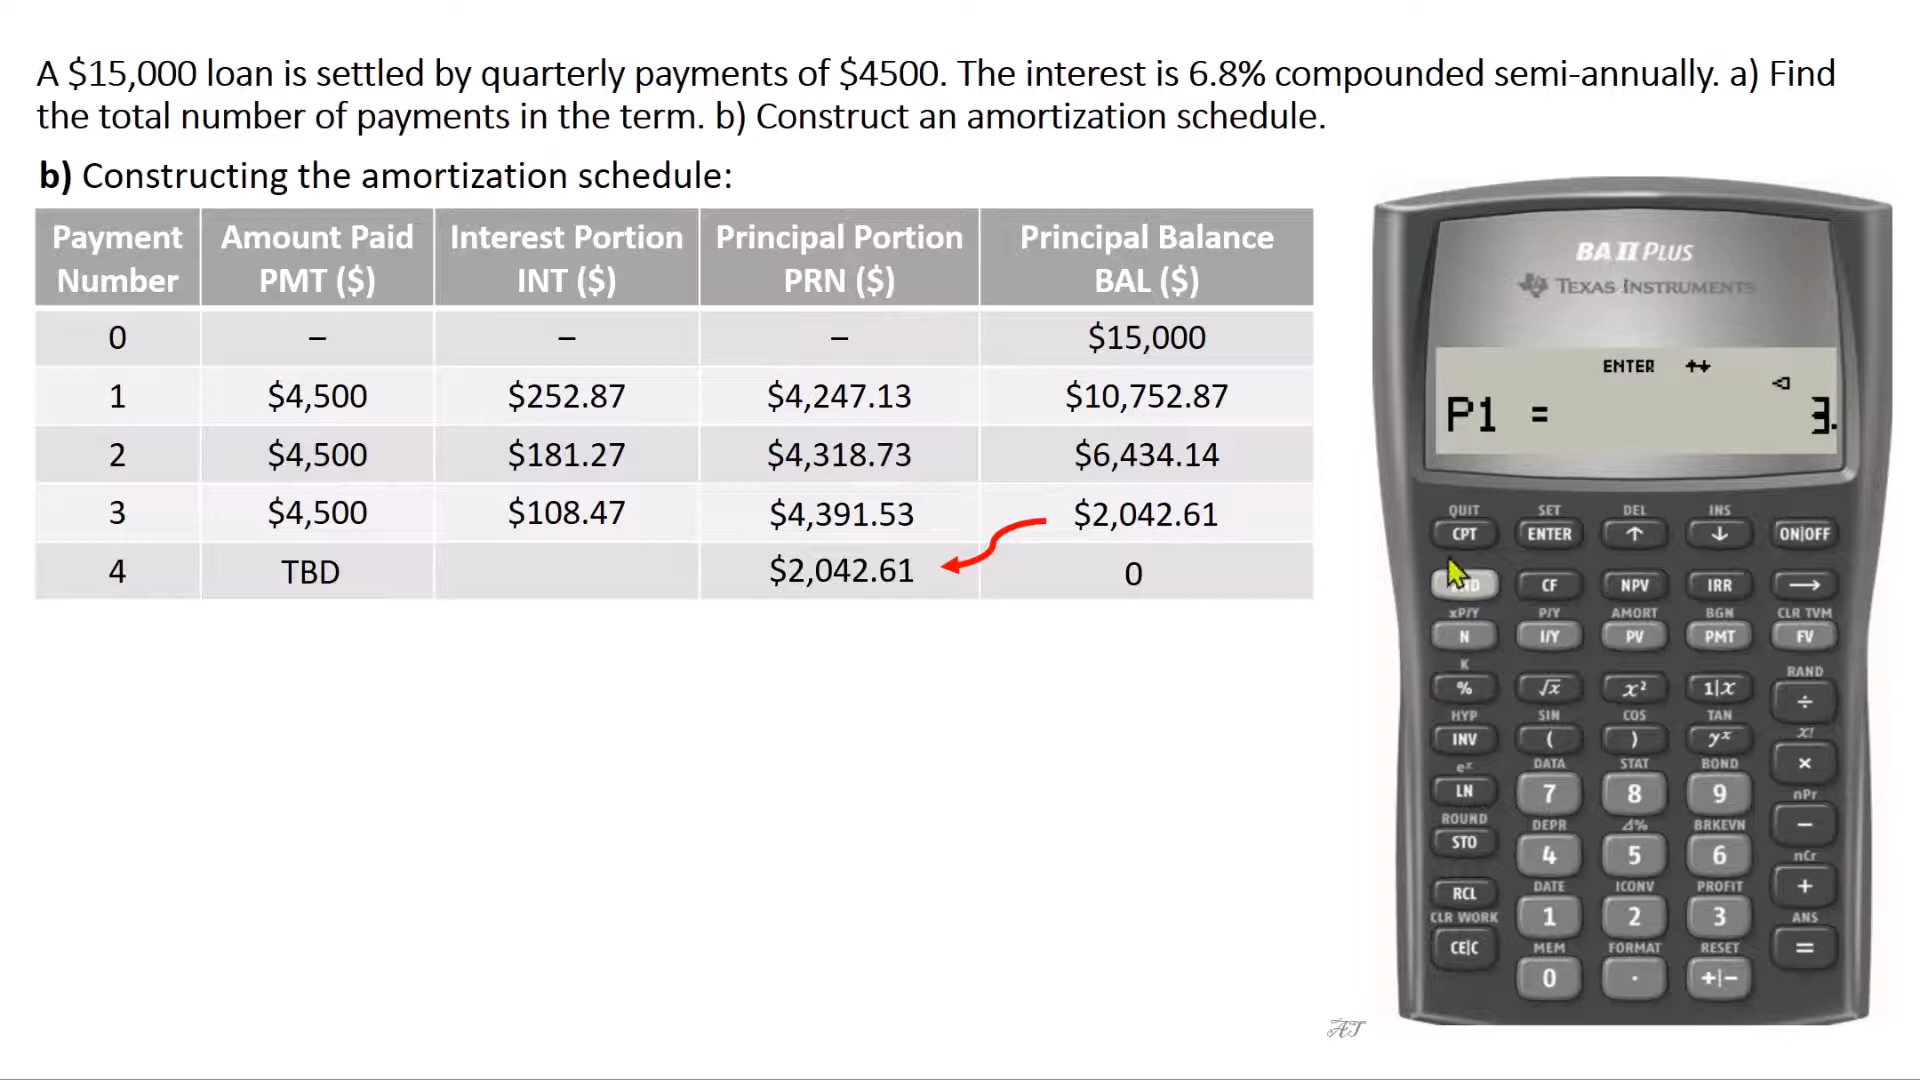 A $15,000 loan is settled by quarterly payments of $4500. The interest is 6.8% compounded semi-annually. a) Find
the total number of payments in the term. b) Construct an amortization schedule.
b) Constructing the amortization schedule:
Payment Number Amount Paid PMT ($) Interest Portion INT ($) Principal Portion PRN ($) Principal Balance BAL ($)
0 – – – $15,000
1 $4,500 $252.87 $4,247.13 $10,752.87
2 $4,500 $181.27 $4,318.73 $6,434.14
3 $4,500 $108.47 $4,391.53 $2,042.61
4 TBD $2,042.61 0
BA II PLUS
TEXAS INSTRUMENTS
ENTER ↑↓
◁
P1 = 3.
QUIT SET DEL INS
CPT ENTER ↑ ↓ ON|OFF
CF NPV IRR →
xP/Y P/Y AMORT BGN CLR TVM
N I/Y PV PMT FV
K RAND
% √x x² 1|x ÷
HYP SIN COS TAN x!
INV ( ) yˣ ×
eˣ DATA STAT BOND nPr
LN 7 8 9 −
ROUND DEPR Δ% BRKEVN nCr
STO 4 5 6 +
DATE ICONV PROFIT ANS
RCL 1 2 3 =
CLR WORK MEM FORMAT RESET
CE|C 0 . +|−
AJ